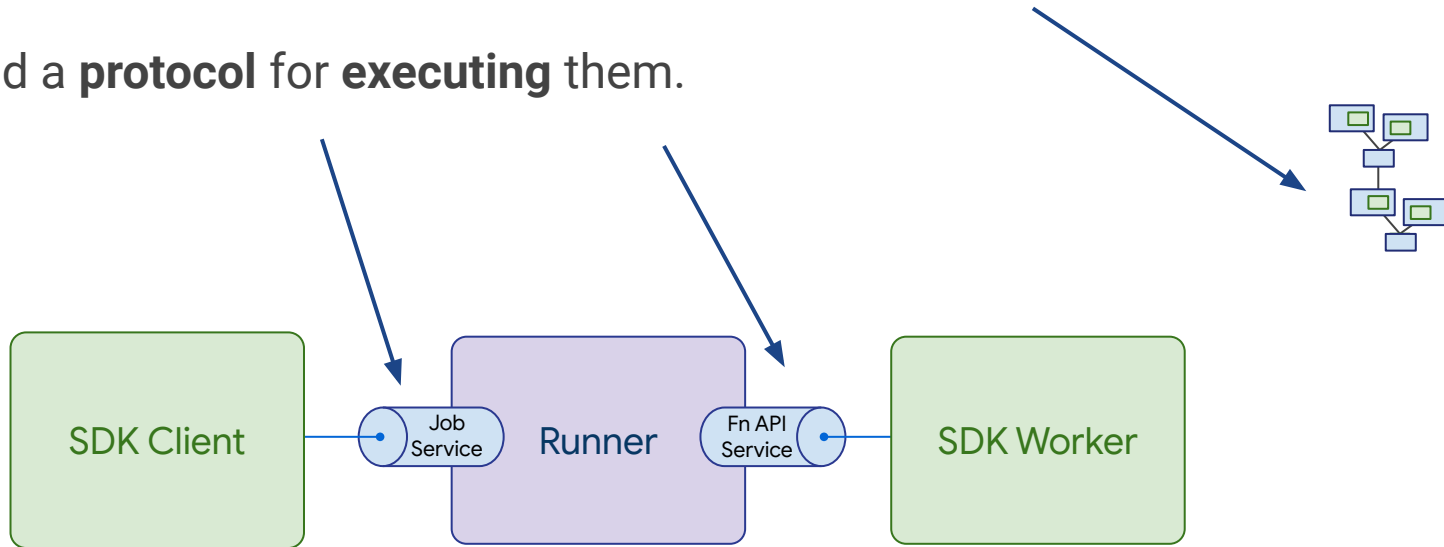 d a protocol for executing them.
SDK Client
Job
Service
Runner
Fn API
Service
SDK Worker